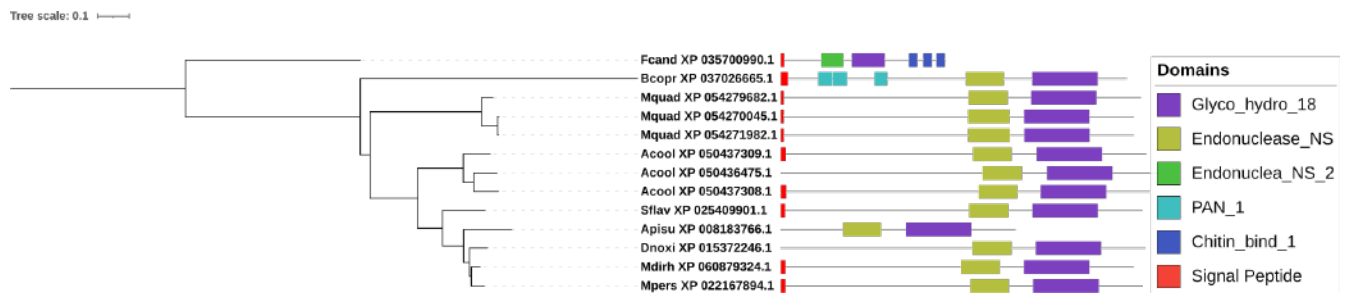 Tree scale: 0.1
Fcand XP 035700990.1
Bcopr XP 037026665.1
Mquad XP 054279682.1
Mquad XP 054270045.1
Mquad XP 054271982.1
Acool XP 050437309.1
Acool XP 050436475.1
Acool XP 050437308.1
Sflav XP 025409901.1
Apisu XP 008183766.1
Dnoxi XP 015372246.1
Mdirh XP 060879324.1
Mpers XP 022167894.1
Domains
Glyco_hydro_18
Endonuclease_NS
Endonuclea_NS_2
PAN_1
Chitin_bind_1
Signal Peptide